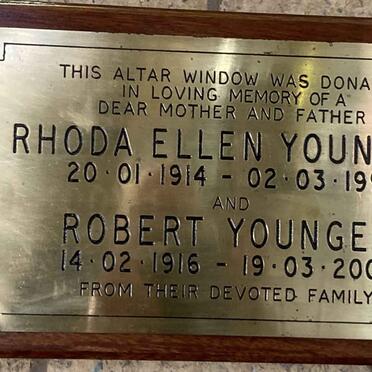 THIS ALTAR WINDOW WAS DONA
IN LOVING MEMORY OF A
DEAR MOTHER AND FATHER
RHODA ELLEN YOUN
20·01·1914 - 02·03·199
AND
ROBERT YOUNGE
14·02·1916 - 19·03·200
FROM THEIR DEVOTED FAMILY